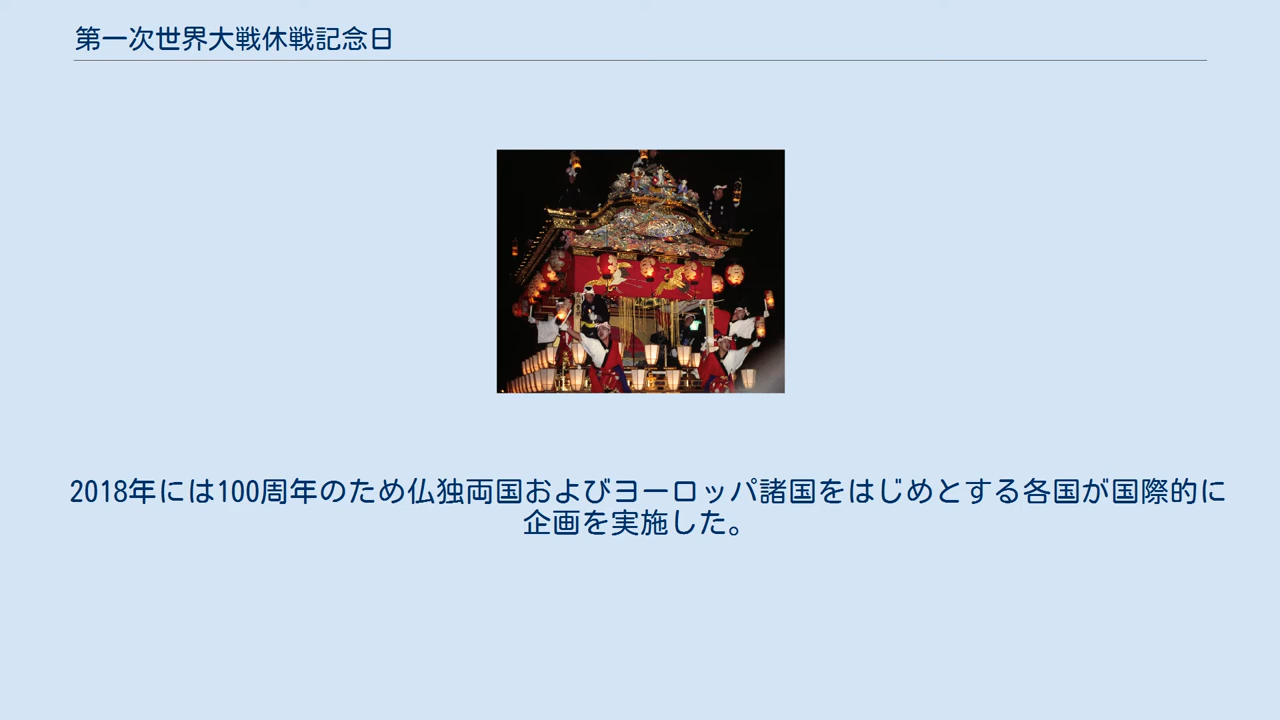 第一次世界大戦休戦記念日
2018年には100周年のため仏独両国およびヨーロッパ諸国をはじめとする各国が国際的に
企画を実施した。